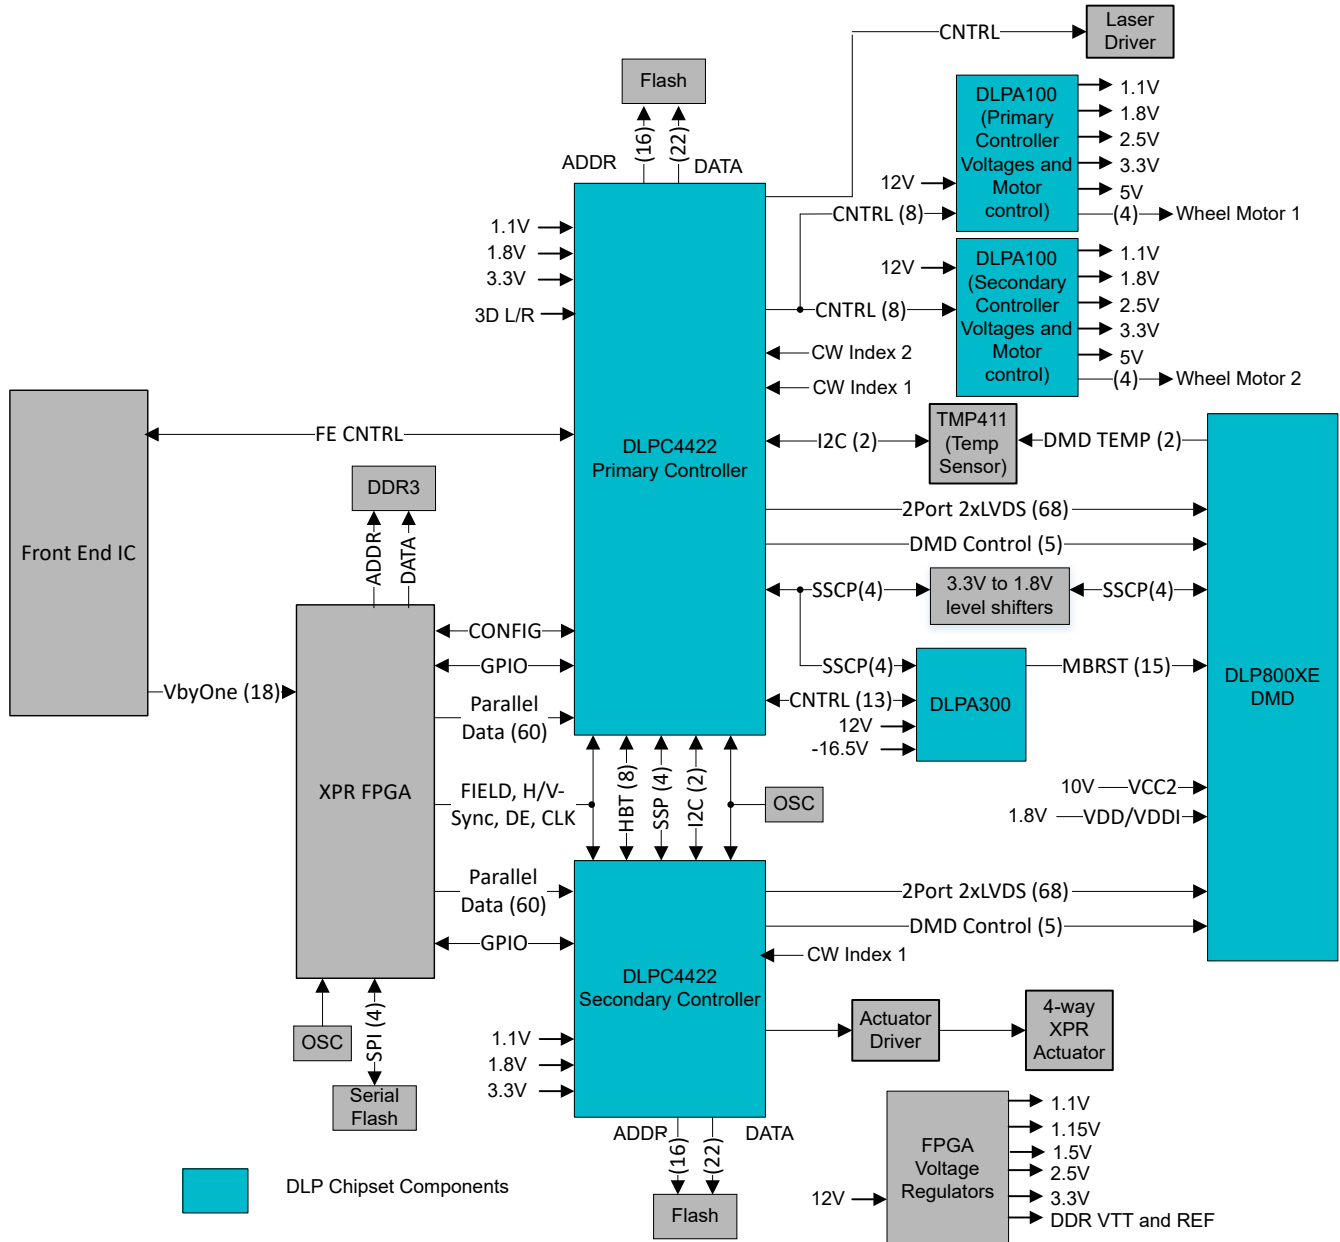 CNTRL
Laser
Driver
Flash
(16)
(22)
ADDR
DATA
DLPA100
(Primary
Controller
Voltages and
Motor
control)
12V
CNTRL (8)
1.1V
1.8V
2.5V
3.3V
5V
(4)
Wheel Motor 1
DLPA100
(Secondary
Controller
Voltages and
Motor
control)
12V
CNTRL (8)
1.1V
1.8V
2.5V
3.3V
5V
(4)
Wheel Motor 2
1.1V
1.8V
3.3V
3D L/R
CW Index 2
CW Index 1
DLPC4422
Primary Controller
FE CNTRL
Front End IC
I2C (2)
TMP411
(Temp
Sensor)
DMD TEMP (2)
DDR3
ADDR
DATA
2Port 2xLVDS (68)
DMD Control (5)
SSCP(4)
3.3V to 1.8V
level shifters
SSCP(4)
CONFIG
GPIO
VbyOne (18)
Parallel
Data (60)
SSCP(4)
CNTRL (13)
12V
-16.5V
DLPA300
MBRST (15)
DLP800XE
DMD
XPR FPGA
FIELD, H/V-
Sync, DE, CLK
HBT (8)
SSP (4)
I2C (2)
OSC
10V
VCC2
1.8V
VDD/VDDI
Parallel
Data (60)
GPIO
2Port 2xLVDS (68)
DMD Control (5)
CW Index 1
DLPC4422
Secondary Controller
OSC
SPI (4)
Serial
Flash
1.1V
1.8V
3.3V
Actuator
Driver
4-way
XPR
Actuator
ADDR
(16)
(22)
DATA
Flash
FPGA
Voltage
Regulators
12V
1.1V
1.15V
1.5V
2.5V
3.3V
DDR VTT and REF
DLP Chipset Components